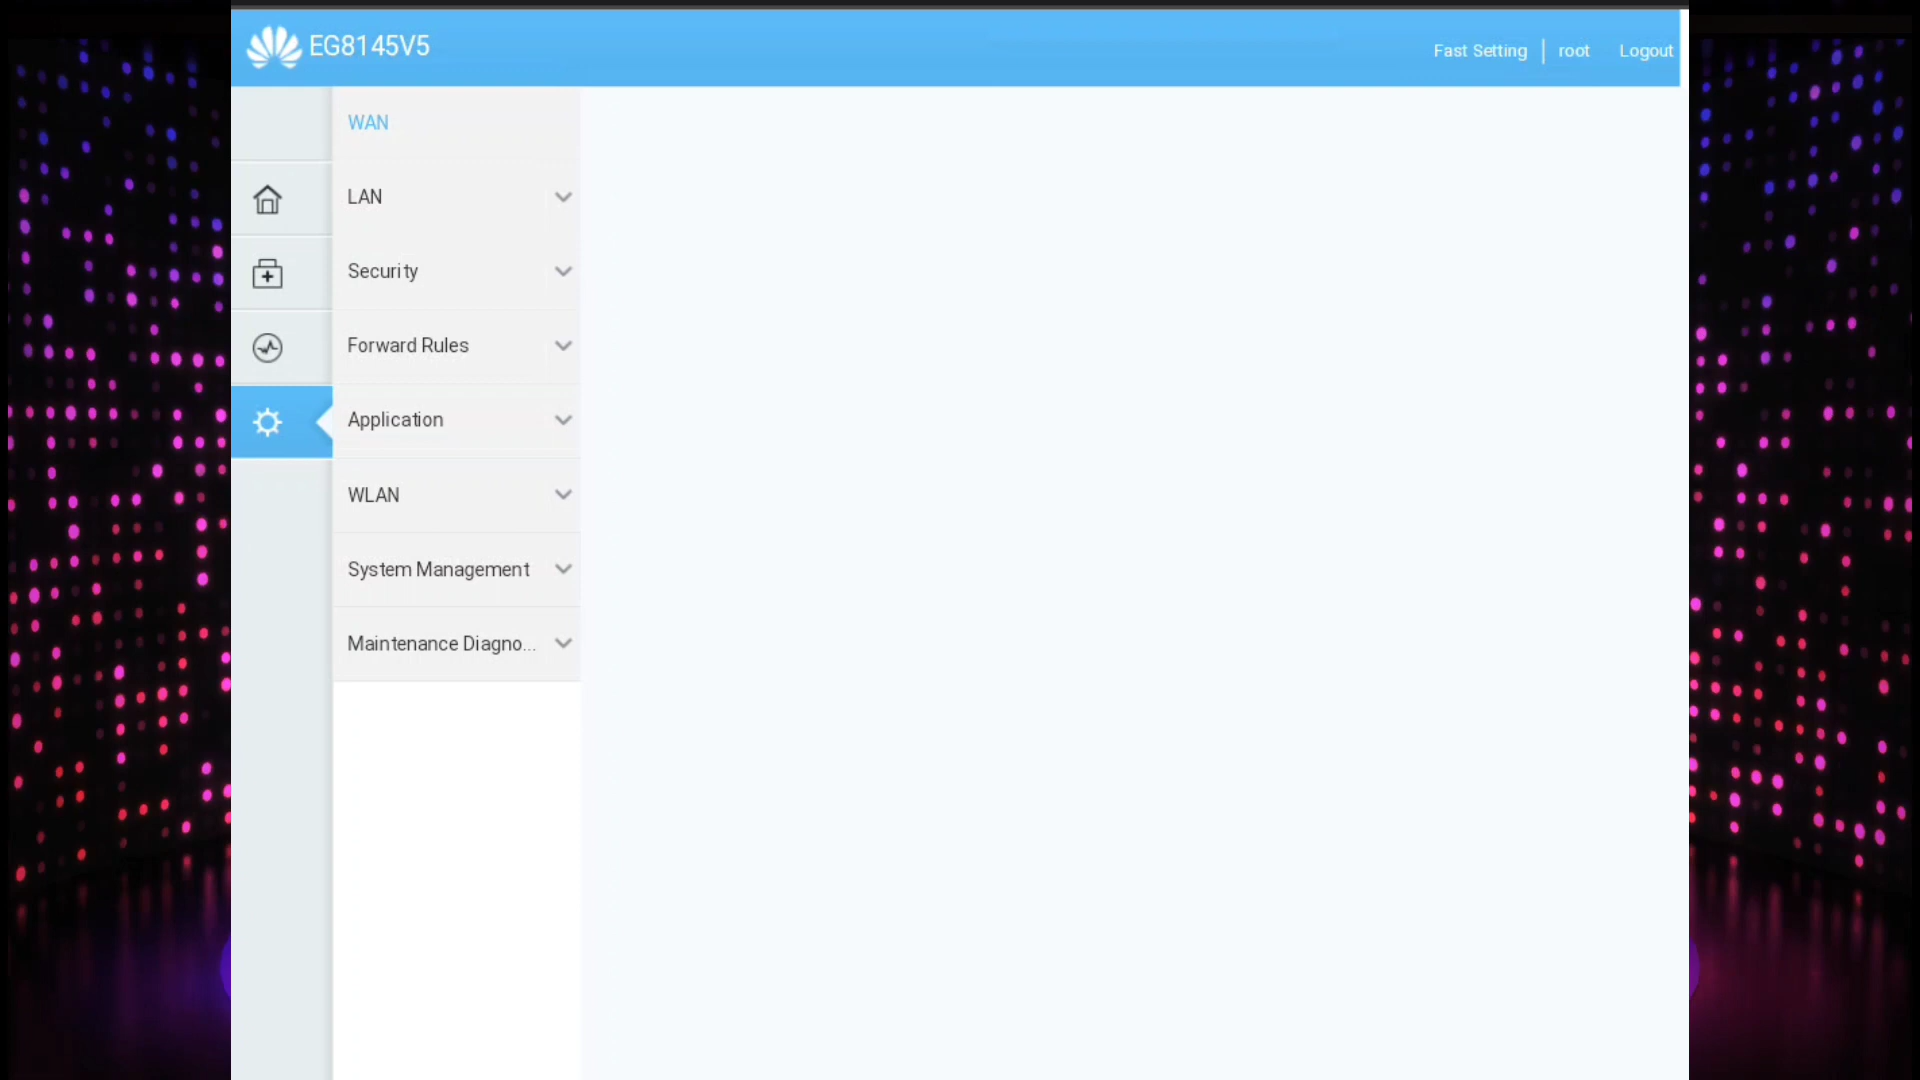 EG8145V5
Fast Setting
root
Logout
WAN
LAN
Security
Forward Rules
Application
WLAN
System Management
Maintenance Diagno...